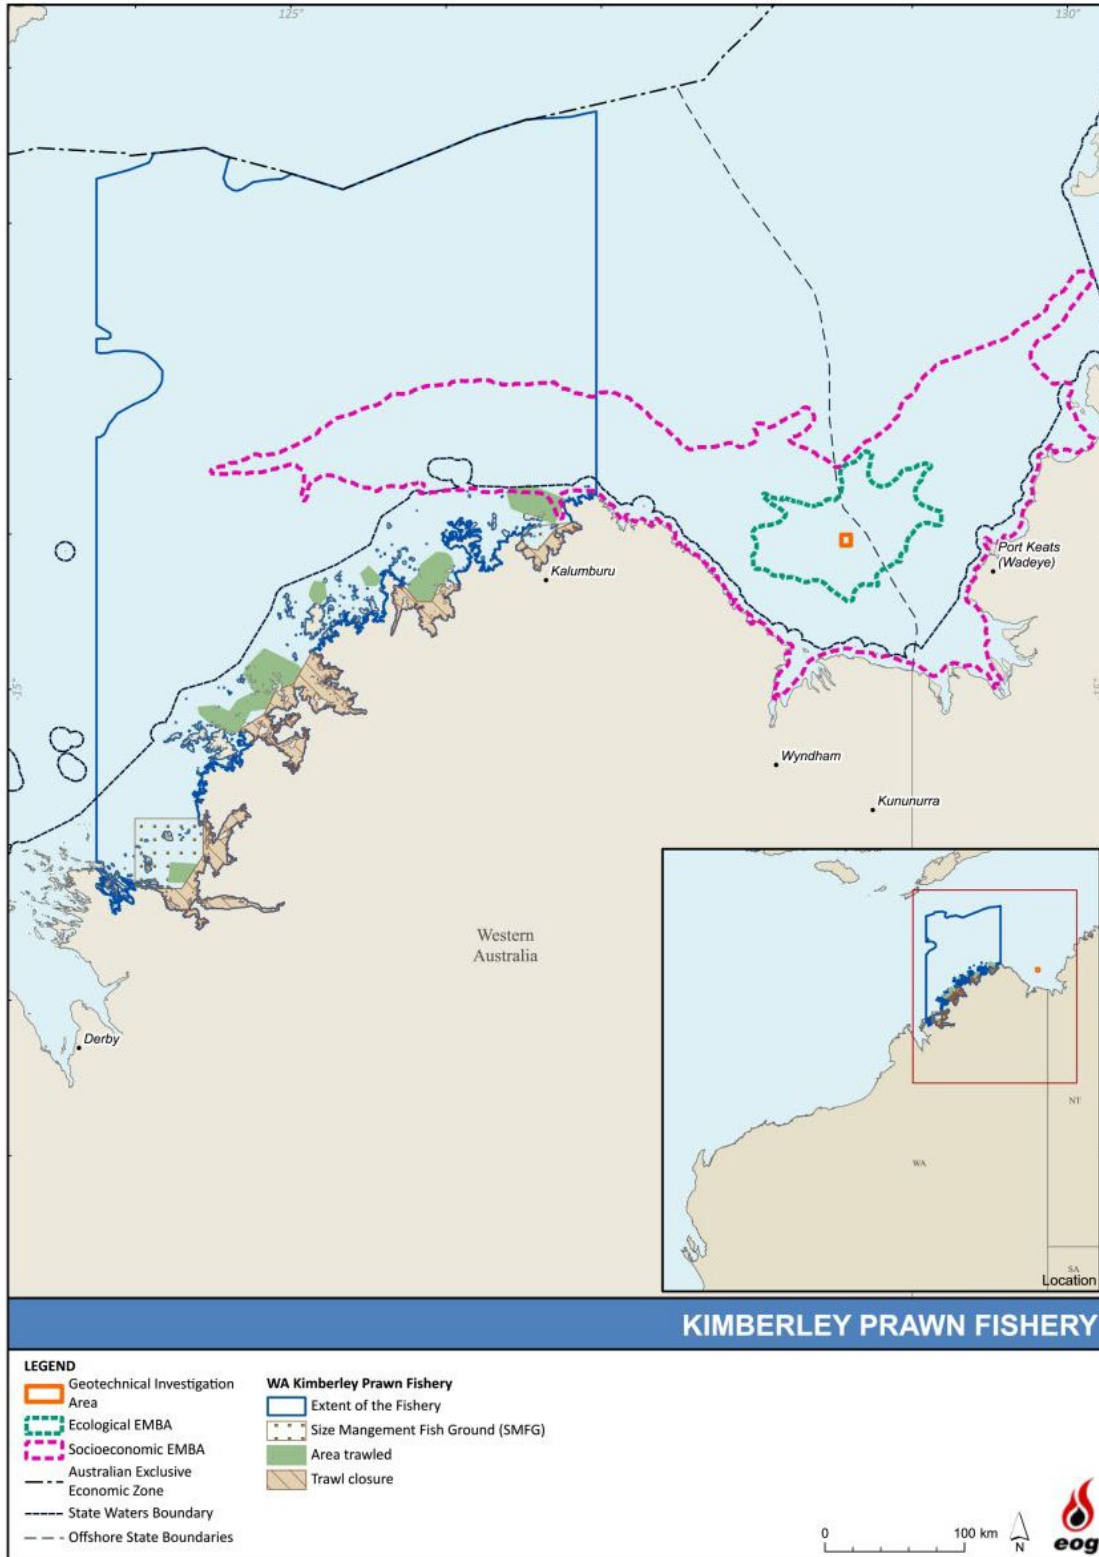 125°
130°
Kalumburu
Port Keats
(Wadeye)
-15°
15°
Wyndham
Kununurra
Western
Australia
Derby
NT
WA
SA
Location
KIMBERLEY PRAWN FISHERY
LEGEND
Geotechnical Investigation
Area
Ecological EMBA
Socioeconomic EMBA
Australian Exclusive
Economic Zone
State Waters Boundary
Offshore State Boundaries
WA Kimberley Prawn Fishery
Extent of the Fishery
Size Mangement Fish Ground (SMFG)
Area trawled
Trawl closure
0 100 km
N
eog